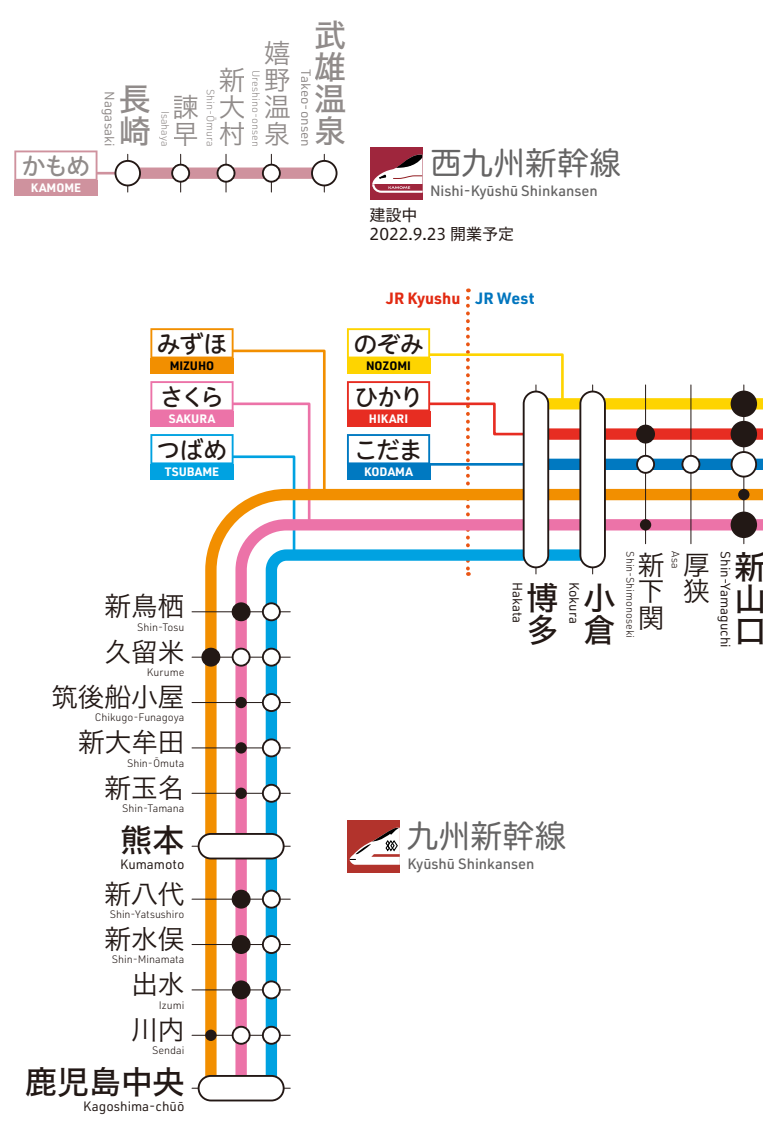 長崎
Nagasaki
諫早
Isahaya
新大村
Shin-Ōmura
嬉野温泉
Ureshino-onsen
武雄温泉
Takeo-onsen
かもめ
KAMOME
KAMOME
西九州新幹線
Nishi-Kyūshū Shinkansen
建設中
2022.9.23 開業予定
JR Kyushu
JR West
みずほ
MIZUHO
さくら
SAKURA
つばめ
TSUBAME
のぞみ
NOZOMI
ひかり
HIKARI
こだま
KODAMA
博多
Hakata
小倉
Kokura
新下関
Shin-Shimonoseki
厚狭
Asa
新山口
Shin-Yamaguchi
新鳥栖
Shin-Tosu
久留米
Kurume
筑後船小屋
Chikugo-Funagoya
新大牟田
Shin-Ōmuta
新玉名
Shin-Tamana
熊本
Kumamoto
九州新幹線
Kyūshū Shinkansen
新八代
Shin-Yatsushiro
新水俣
Shin-Minamata
出水
Izumi
川内
Sendai
鹿児島中央
Kagoshima-chūō